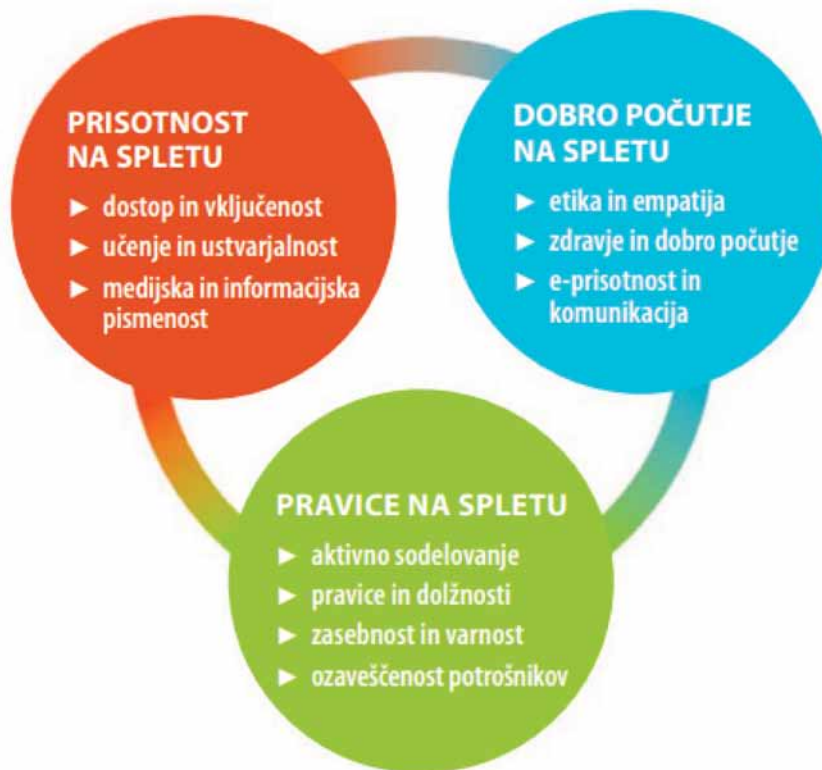 PRISOTNOST
NA SPLETU
► dostop in vključenost
► učenje in ustvarjalnost
► medijska in informacijska
pismenost
DOBRO POČUTJE
NA SPLETU
► etika in empatija
► zdravje in dobro počutje
► e-prisotnost in
komunikacija
PRAVICE NA SPLETU
► aktivno sodelovanje
► pravice in dolžnosti
► zasebnost in varnost
► ozaveščenost potrošnikov